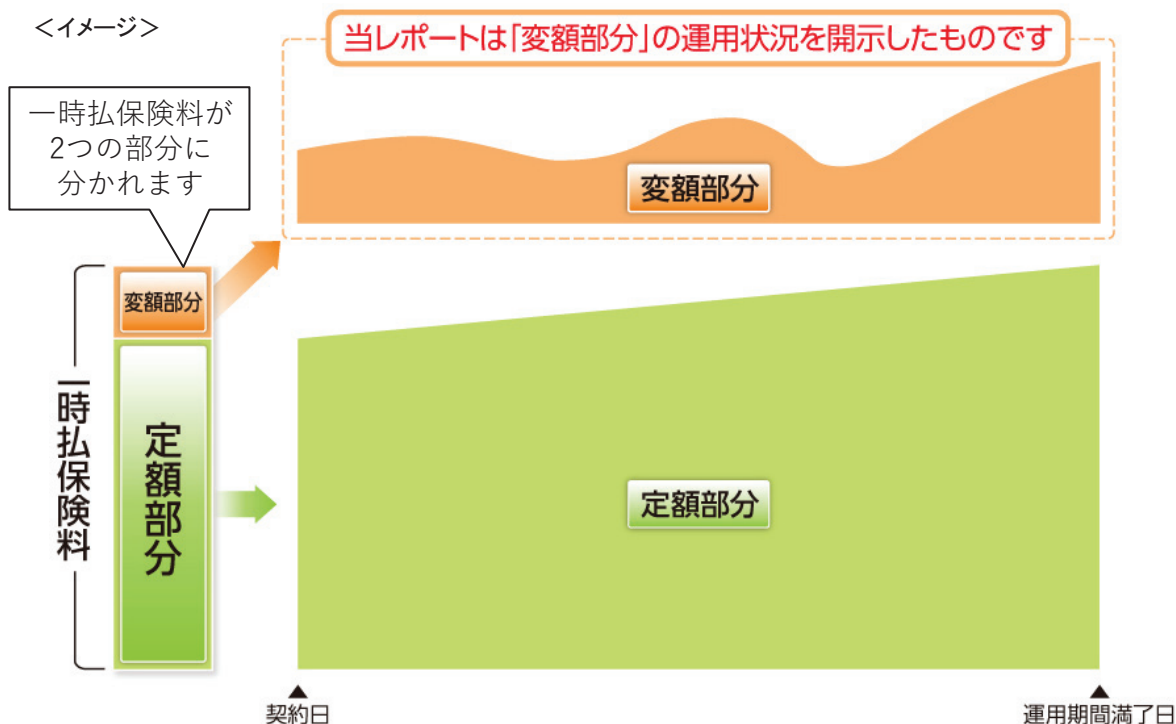 <イメージ>
当レポートは「変額部分」の運用状況を開示したものです
一時払保険料が
2つの部分に
分かれます
変額部分
変額部分
一時払保険料
定額部分
定額部分
契約日
運用期間満了日